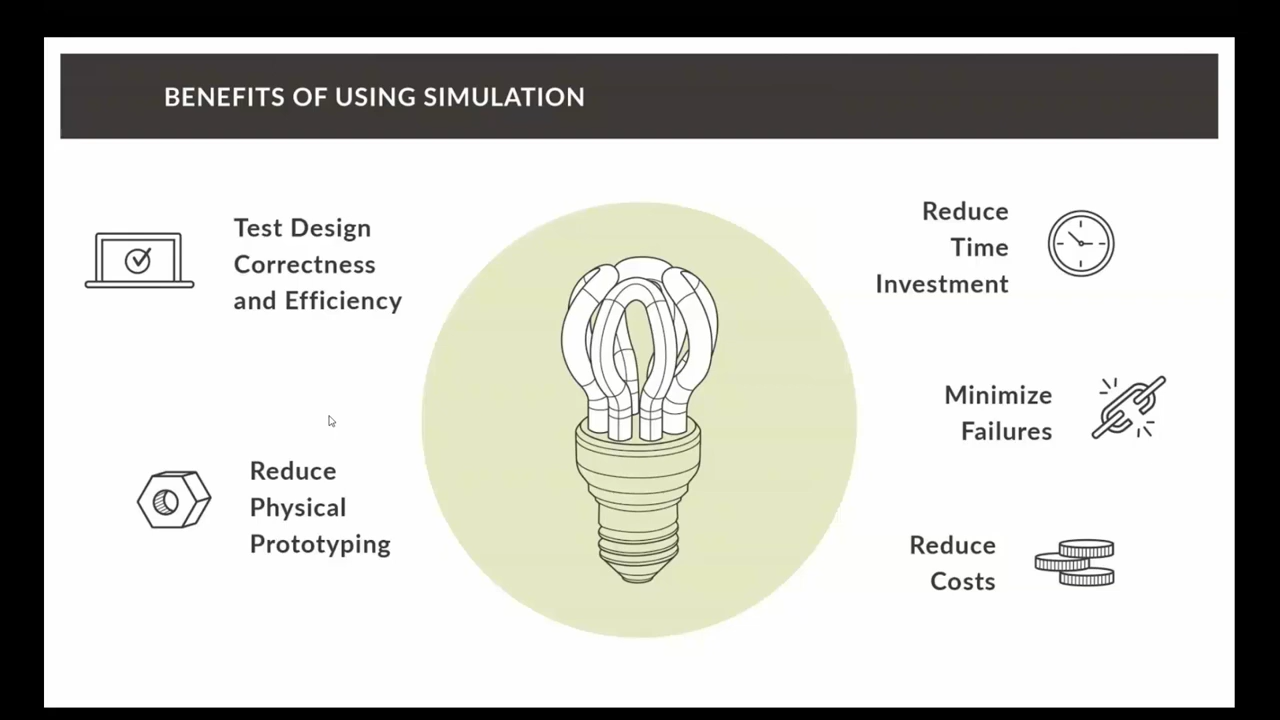 BENEFITS OF USING SIMULATION
Test Design
Correctness
and Efficiency
Reduce
Physical
Prototyping
Reduce
Time
Investment
Minimize
Failures
Reduce
Costs